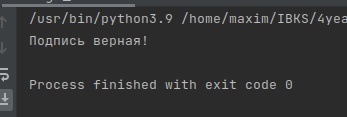 /usr/bin/python3.9 /home/maxim/IBKS/4yea
Подпись верная!
Process finished with exit code 0